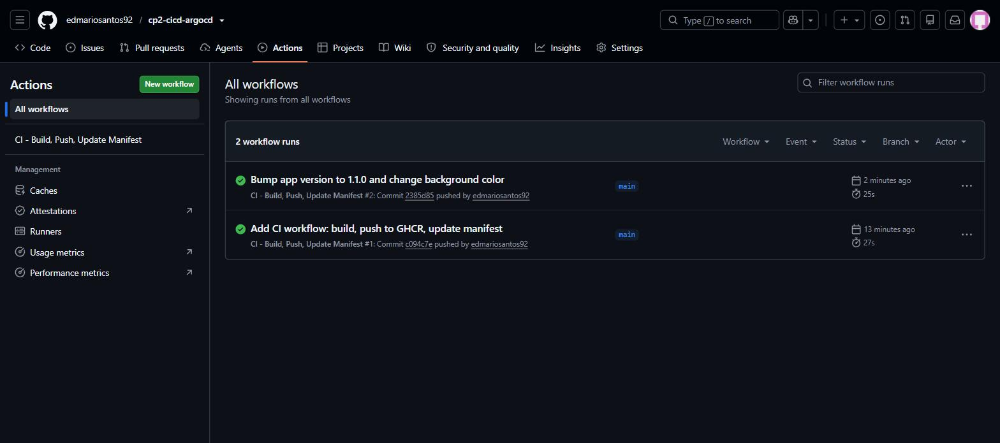 edmariosantos92 / cp2-cicd-argocd
Type / to search
Code
Issues
Pull requests
Agents
Actions
Projects
Wiki
Security and quality
Insights
Settings
Actions
New workflow
All workflows
CI - Build, Push, Update Manifest
Management
Caches
Attestations
Runners
Usage metrics
Performance metrics
All workflows
Showing runs from all workflows
Filter workflow runs
2 workflow runs
Workflow
Event
Status
Branch
Actor
Bump app version to 1.1.0 and change background color
CI - Build, Push, Update Manifest #2: Commit 2385d85 pushed by edmariosantos92
main
2 minutes ago
25s
Add CI workflow: build, push to GHCR, update manifest
CI - Build, Push, Update Manifest #1: Commit c094c7e pushed by edmariosantos92
main
13 minutes ago
27s